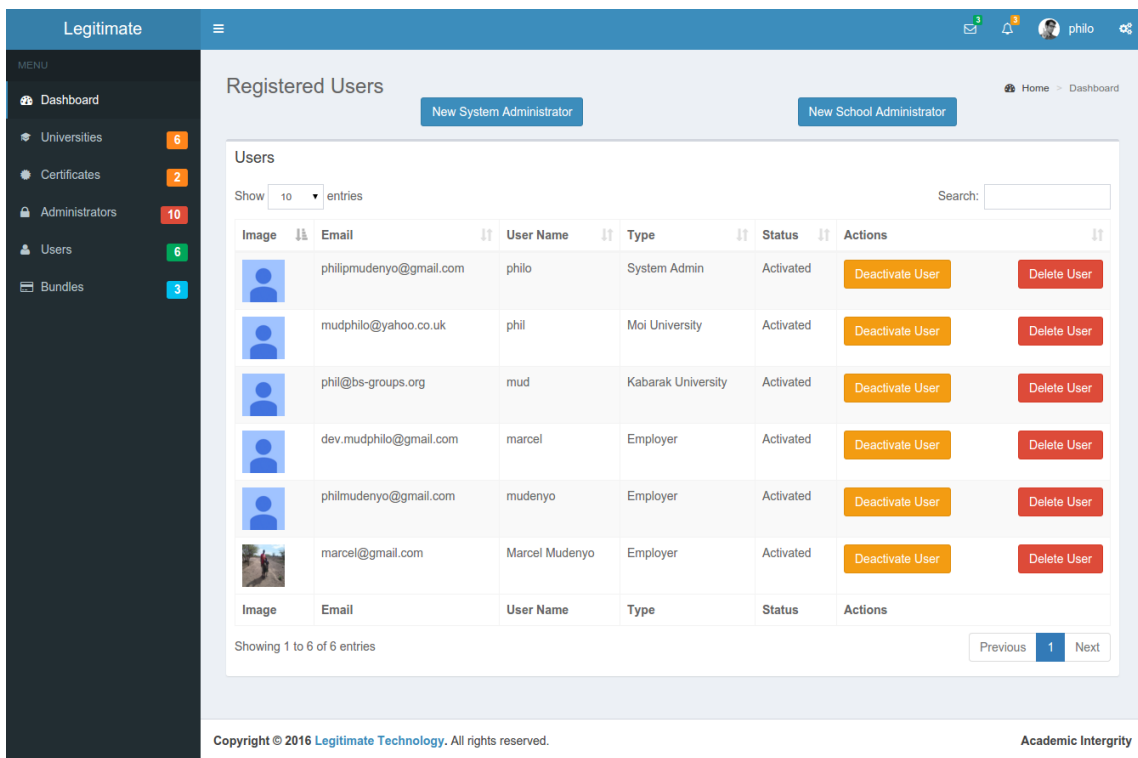 Legitimate
3 3 philo
MENU
Dashboard
Universities 6
Certificates 2
Administrators 10
Users 6
Bundles 3
Registered Users
Home > Dashboard
New System Administrator New School Administrator
Users
Show 10 entries Search:
Image Email User Name Type Status Actions
philipmudenyo@gmail.com philo System Admin Activated Deactivate User Delete User
mudphilo@yahoo.co.uk phil Moi University Activated Deactivate User Delete User
phil@bs-groups.org mud Kabarak University Activated Deactivate User Delete User
dev.mudphilo@gmail.com marcel Employer Activated Deactivate User Delete User
philmudenyo@gmail.com mudenyo Employer Activated Deactivate User Delete User
marcel@gmail.com Marcel Mudenyo Employer Activated Deactivate User Delete User
Image Email User Name Type Status Actions
Showing 1 to 6 of 6 entries Previous 1 Next
Copyright © 2016 Legitimate Technology. All rights reserved. Academic Intergrity